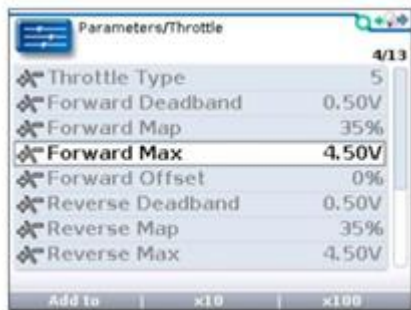 Parameters/Throttle
4/13
Throttle Type 5
Forward Deadband 0.50V
Forward Map 35%
Forward Max 4.50V
Forward Offset 0%
Reverse Deadband 0.50V
Reverse Map 35%
Reverse Max 4.50V
Add to | x10 | x100